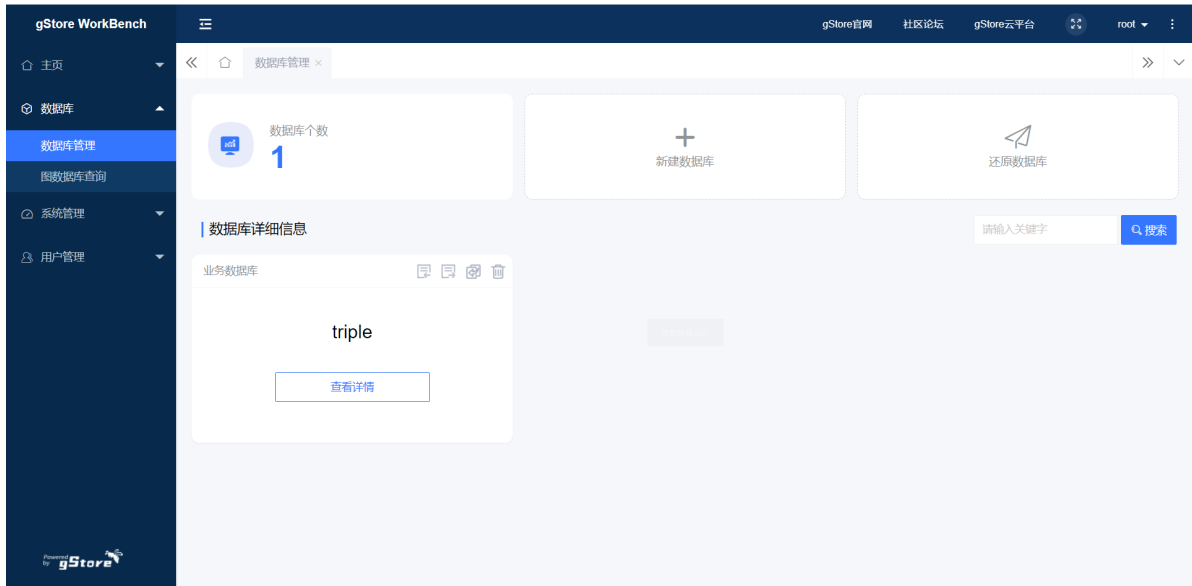 gStore WorkBench
gStore官网 社区论坛 gStore云平台 root
主页
数据库管理 ×
数据库
数据库管理
图数据库查询
系统管理
用户管理
数据库个数
1
新建数据库
还原数据库
数据库详细信息
请输入关键字 搜索
业务数据库
triple
查看详情
Powered by gStore